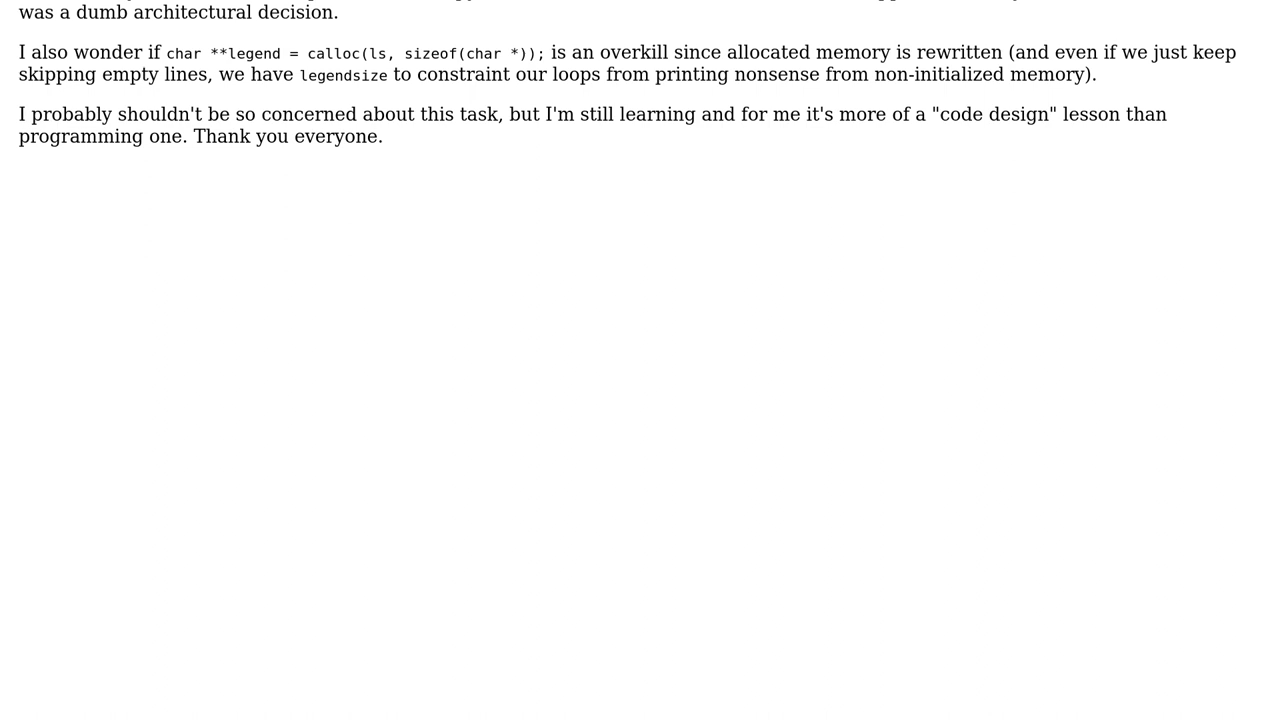 was a dumb architectural decision.
I also wonder if char **legend = calloc(ls, sizeof(char *)); is an overkill since allocated memory is rewritten (and even if we just keep
skipping empty lines, we have legendsize to constraint our loops from printing nonsense from non-initialized memory).
I probably shouldn't be so concerned about this task, but I'm still learning and for me it's more of a "code design" lesson than
programming one. Thank you everyone.